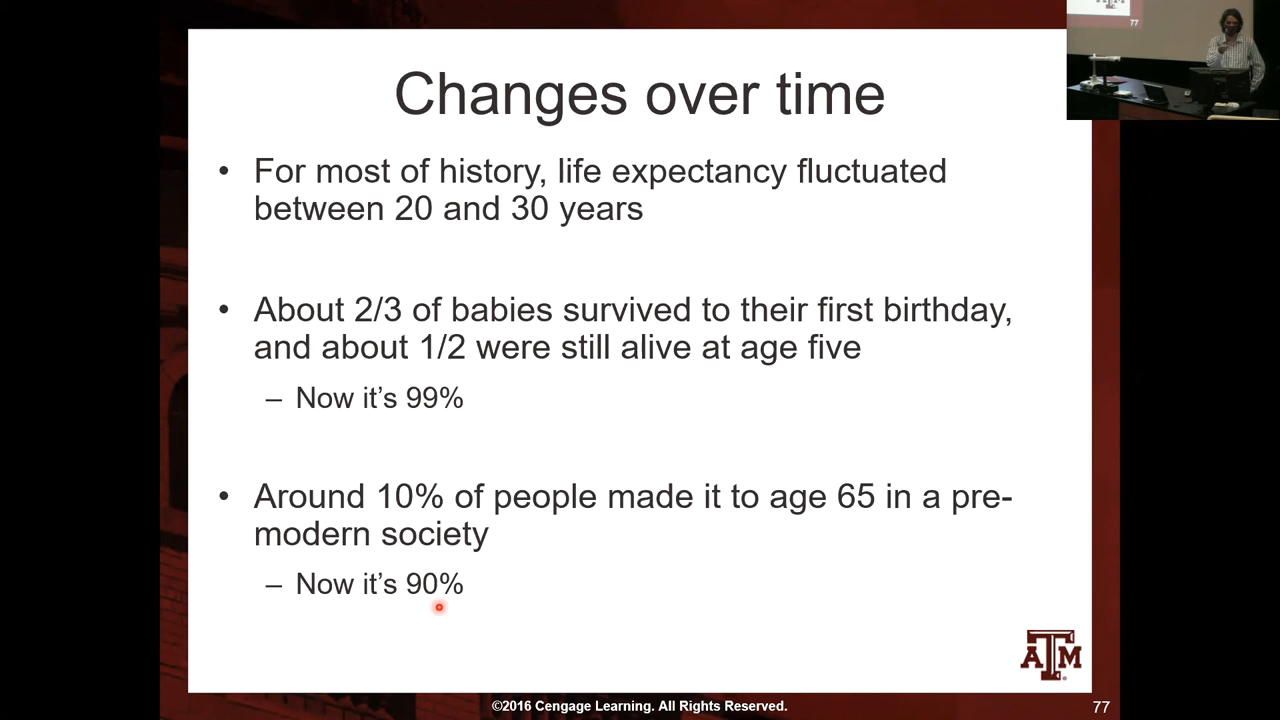 Changes over time
• For most of history, life expectancy fluctuated
between 20 and 30 years
• About 2/3 of babies survived to their first birthday,
and about 1/2 were still alive at age five
– Now it’s 99%
• Around 10% of people made it to age 65 in a pre-
modern society
– Now it’s 90%
ATM
©2016 Cengage Learning. All Rights Reserved.
77
77